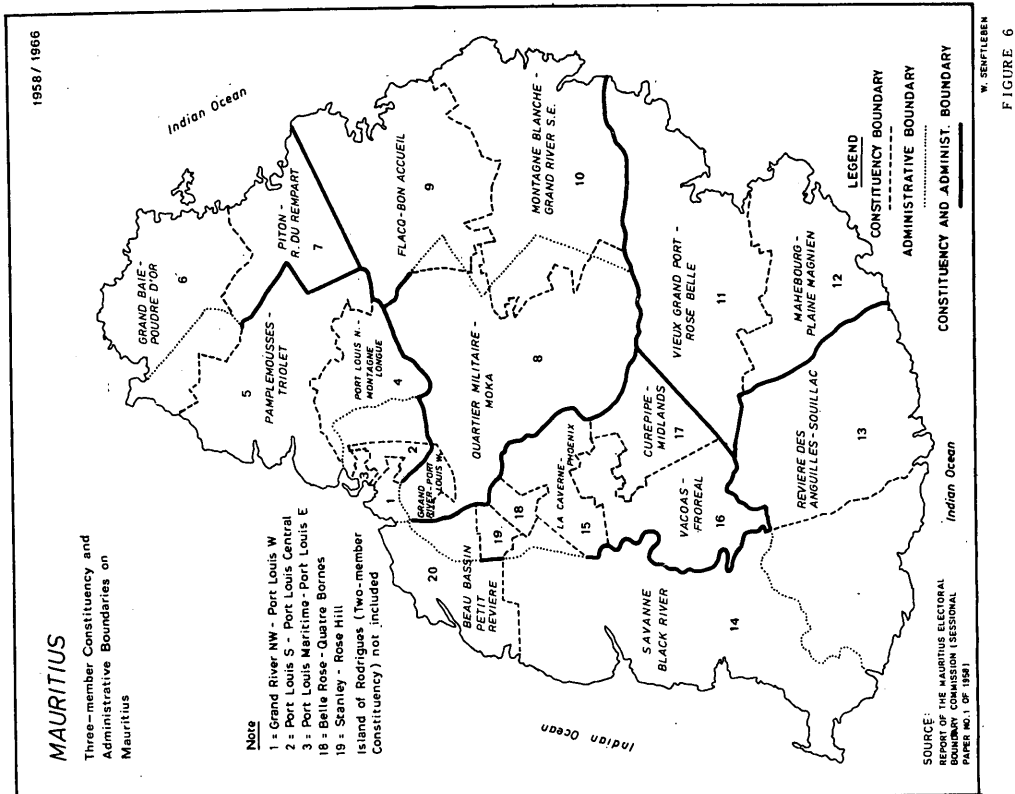 MAURITIUS
Three-member Constituency and
Administrative Boundaries on
Mauritius
1958 / 1966
Note
1 = Grand River NW - Port Louis W
2 = Port Louis S - Port Louis Central
3 = Port Louis Maritime - Port Louis E
18 = Belle Rose - Quatre Bornes
19 = Stanley - Rose Hill
Island of Rodrigues (Two-member
Constituency) not included
Indian Ocean
GRAND BAIE -
POUDRE D'OR
6
PITON -
R. DU REMPART
7
5
PAMPLEMOUSSES-
TRIOLET
PORT LOUIS N. -
MONTAGNE
LONGUE
4
3
2
1
GRAND
RIVER-PORT
LOUIS W.
FLACQ-BON ACCUEIL
9
QUARTIER MILITAIRE-
MOKA
8
MONTAGNE BLANCHE -
GRAND RIVER S.E.
10
20
BEAU BASSIN
PETIT
REVIERE
19
18
LA CAVERNE-
PHOENIX
15
CUREPIPE -
MIDLANDS
17
VACOAS -
FROREAL
16
VIEUX GRAND PORT-
ROSE BELLE
11
MAHEBOURG-
PLAINE MAGNIEN
12
SAVANNE
BLACK RIVER
14
REVIERE DES
ANGUILLES-SOUILLAC
13
Indian Ocean
Indian Ocean
LEGEND
CONSTITUENCY BOUNDARY
ADMINISTRATIVE BOUNDARY
CONSTITUENCY AND ADMINIST. BOUNDARY
SOURCE:
REPORT OF THE MAURITIUS ELECTORAL
BOUNDARY COMMISSION (SESSIONAL
PAPER NO.1 OF 1958)
W. SENFTLEBEN
FIGURE 6